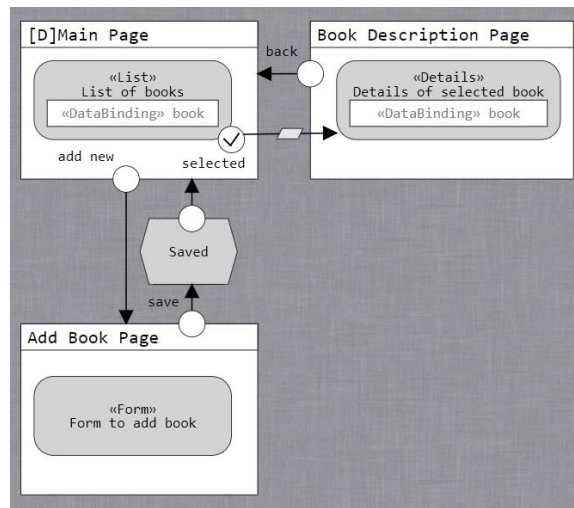 [D]Main Page
«List»
List of books
«DataBinding» book
add new
selected
back
Book Description Page
«Details»
Details of selected book
«DataBinding» book
Saved
save
Add Book Page
«Form»
Form to add book